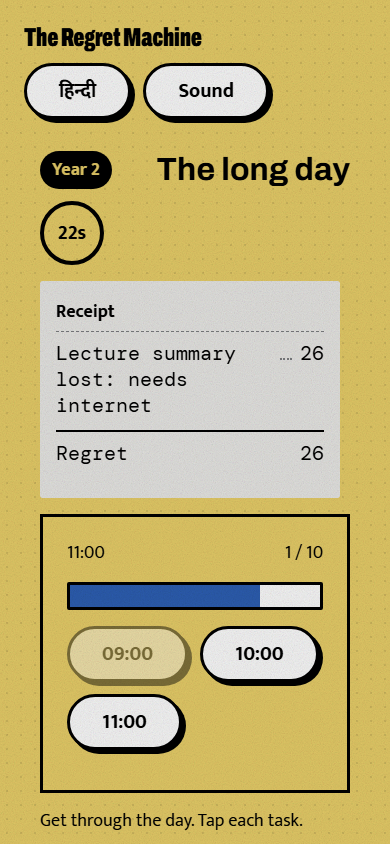 The Regret Machine
हिन्दी
Sound
Year 2
The long day
22s
Receipt
Lecture summary .... 26
lost: needs
internet
Regret 26
11:00 1 / 10
09:00
10:00
11:00
Get through the day. Tap each task.